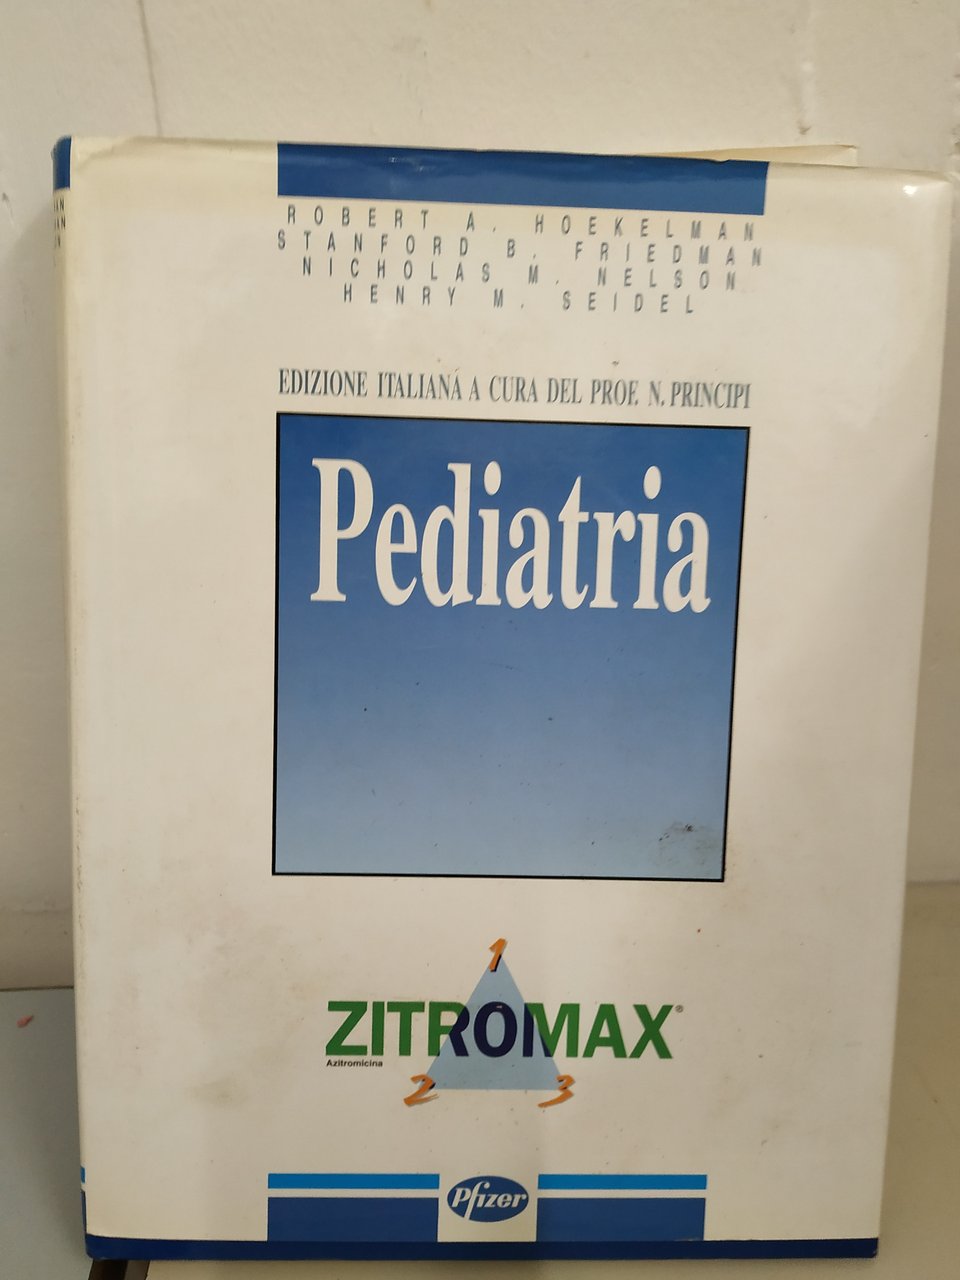 ROBERT A. HOEKELMAN
STANFORD B. FRIEDMAN
NICHOLAS M. NELSON
HENRY M. SEIDEL
EDIZIONE ITALIANA A CURA DEL PROF. N. PRINCIPI
Pediatria
1
ZITROMAX®
Azitromicina
2 3
Pfizer